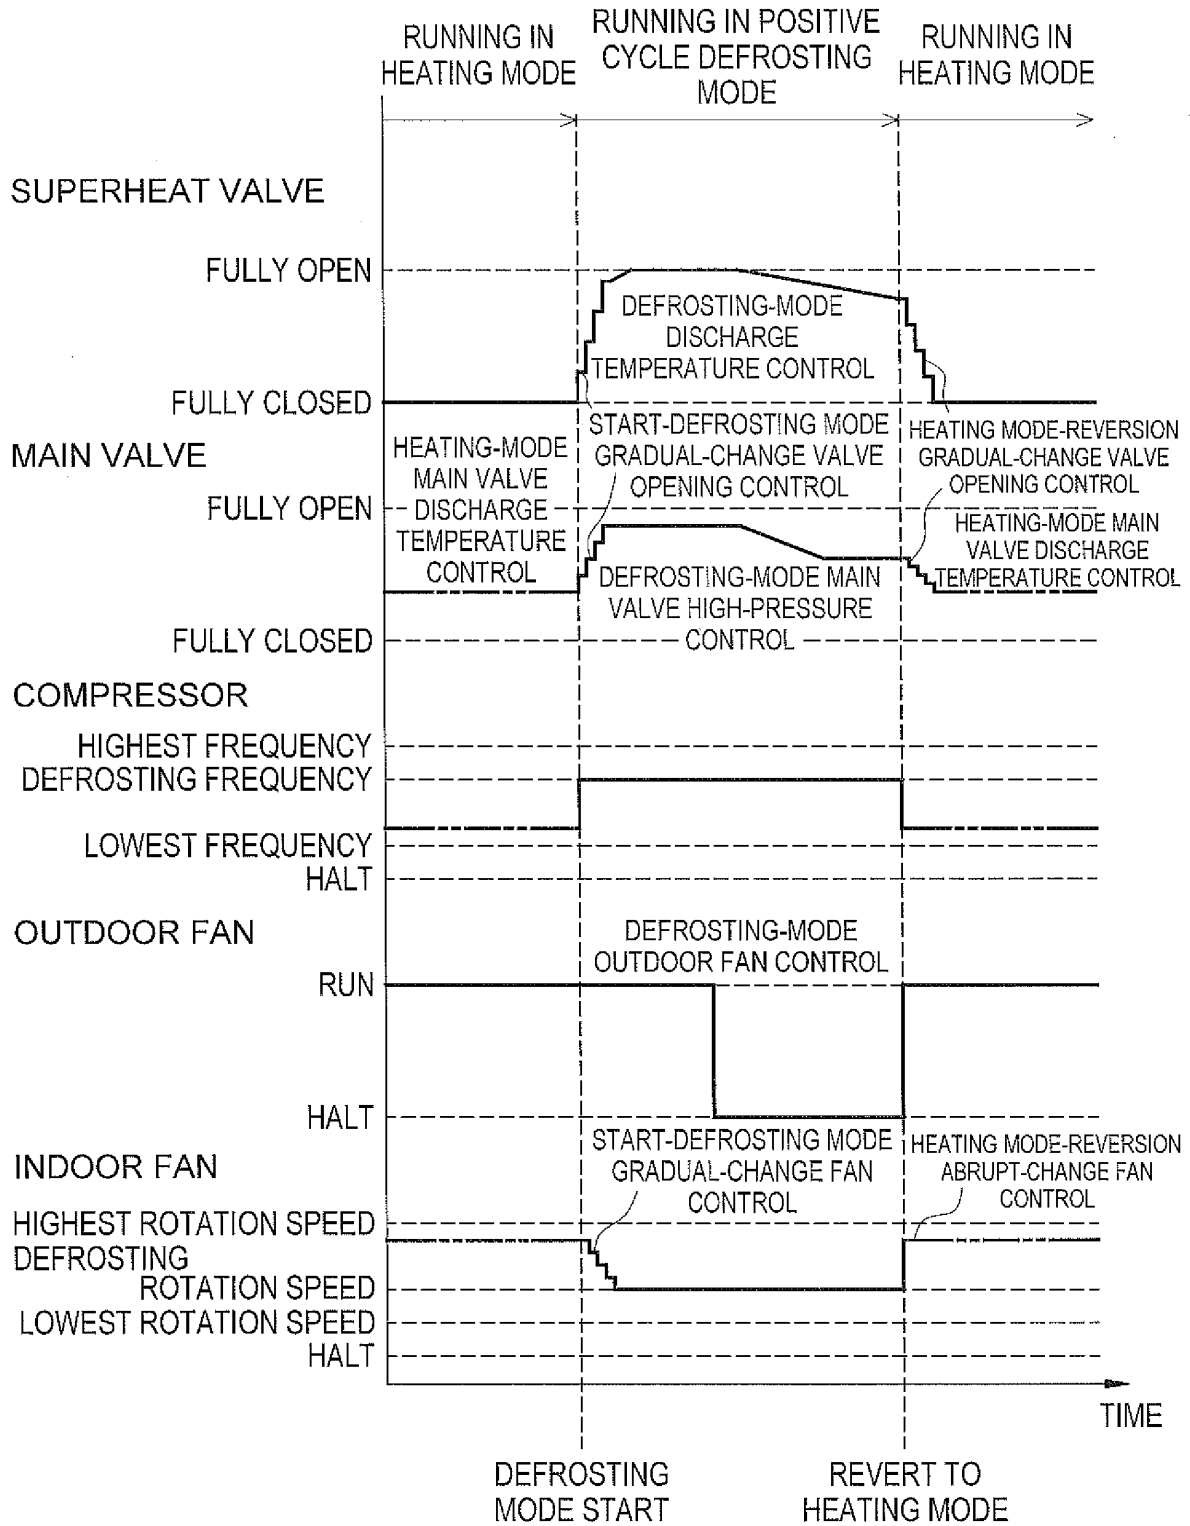 RUNNING IN
HEATING MODE
RUNNING IN POSITIVE
CYCLE DEFROSTING
MODE
RUNNING IN
HEATING MODE
SUPERHEAT VALVE
FULLY OPEN
DEFROSTING-MODE
DISCHARGE
TEMPERATURE CONTROL
FULLY CLOSED
START-DEFROSTING MODE
GRADUAL-CHANGE VALVE
OPENING CONTROL
HEATING MODE-REVERSION
GRADUAL-CHANGE VALVE
OPENING CONTROL
MAIN VALVE
HEATING-MODE
MAIN VALVE
DISCHARGE
TEMPERATURE
CONTROL
FULLY OPEN
HEATING-MODE MAIN
VALVE DISCHARGE
TEMPERATURE CONTROL
DEFROSTING-MODE MAIN
VALVE HIGH-PRESSURE
CONTROL
FULLY CLOSED
COMPRESSOR
HIGHEST FREQUENCY
DEFROSTING FREQUENCY
LOWEST FREQUENCY
HALT
OUTDOOR FAN
DEFROSTING-MODE
OUTDOOR FAN CONTROL
RUN
HALT
INDOOR FAN
START-DEFROSTING MODE
GRADUAL-CHANGE FAN
CONTROL
HEATING MODE-REVERSION
ABRUPT-CHANGE FAN
CONTROL
HIGHEST ROTATION SPEED
DEFROSTING
ROTATION SPEED
LOWEST ROTATION SPEED
HALT
TIME
DEFROSTING
MODE START
REVERT TO
HEATING MODE